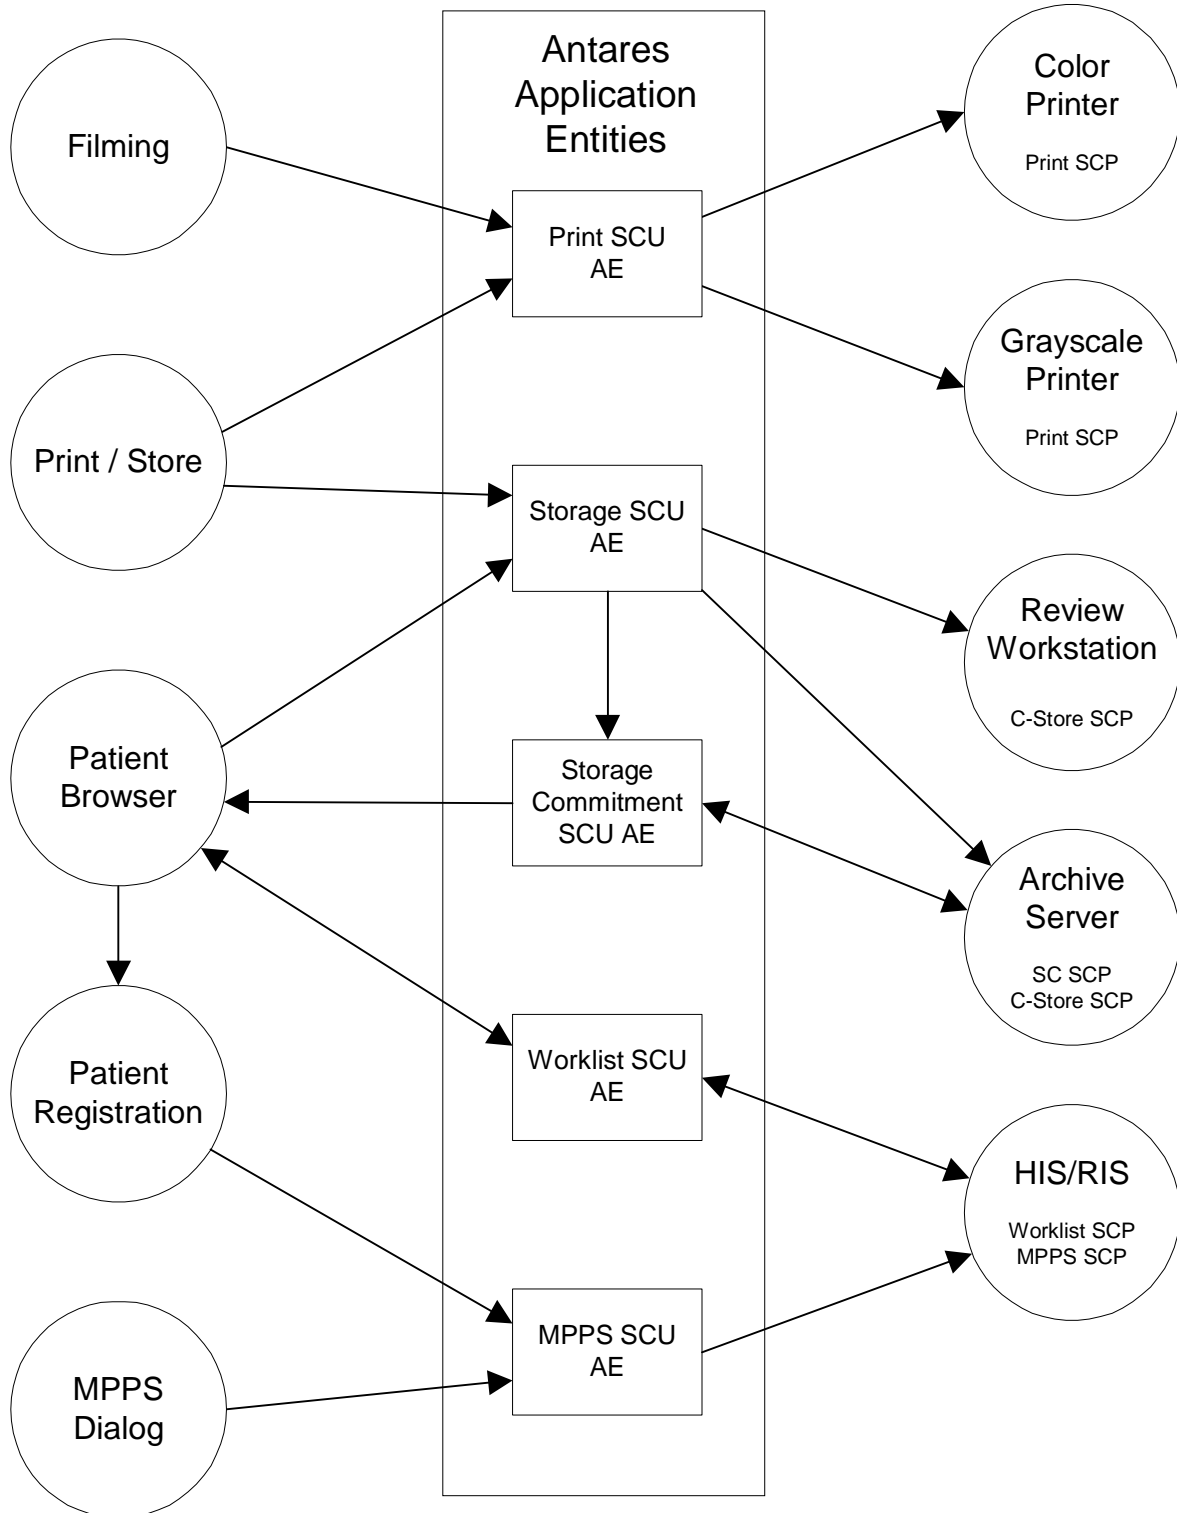 Antares
Application
Entities
Filming
Print / Store
Patient
Browser
Patient
Registration
MPPS
Dialog
Print SCU
AE
Storage SCU
AE
Storage
Commitment
SCU AE
Worklist SCU
AE
MPPS SCU
AE
Color
Printer
Print SCP
Grayscale
Printer
Print SCP
Review
Workstation
C-Store SCP
Archive
Server
SC SCP
C-Store SCP
HIS/RIS
Worklist SCP
MPPS SCP